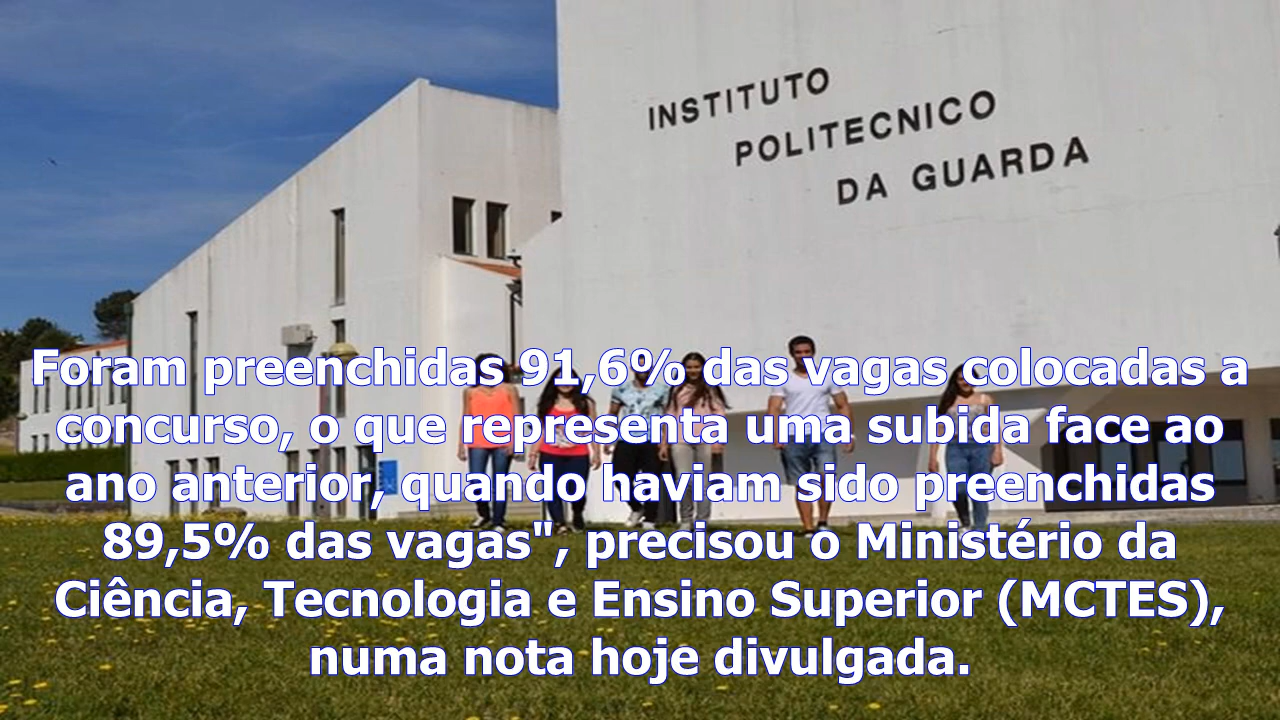 INSTITUTO
POLITECNICO
DA GUARDA
Foram preenchidas 91,6% das vagas colocadas a
concurso, o que representa uma subida face ao
ano anterior, quando haviam sido preenchidas
89,5% das vagas", precisou o Ministério da
Ciência, Tecnologia e Ensino Superior (MCTES),
numa nota hoje divulgada.